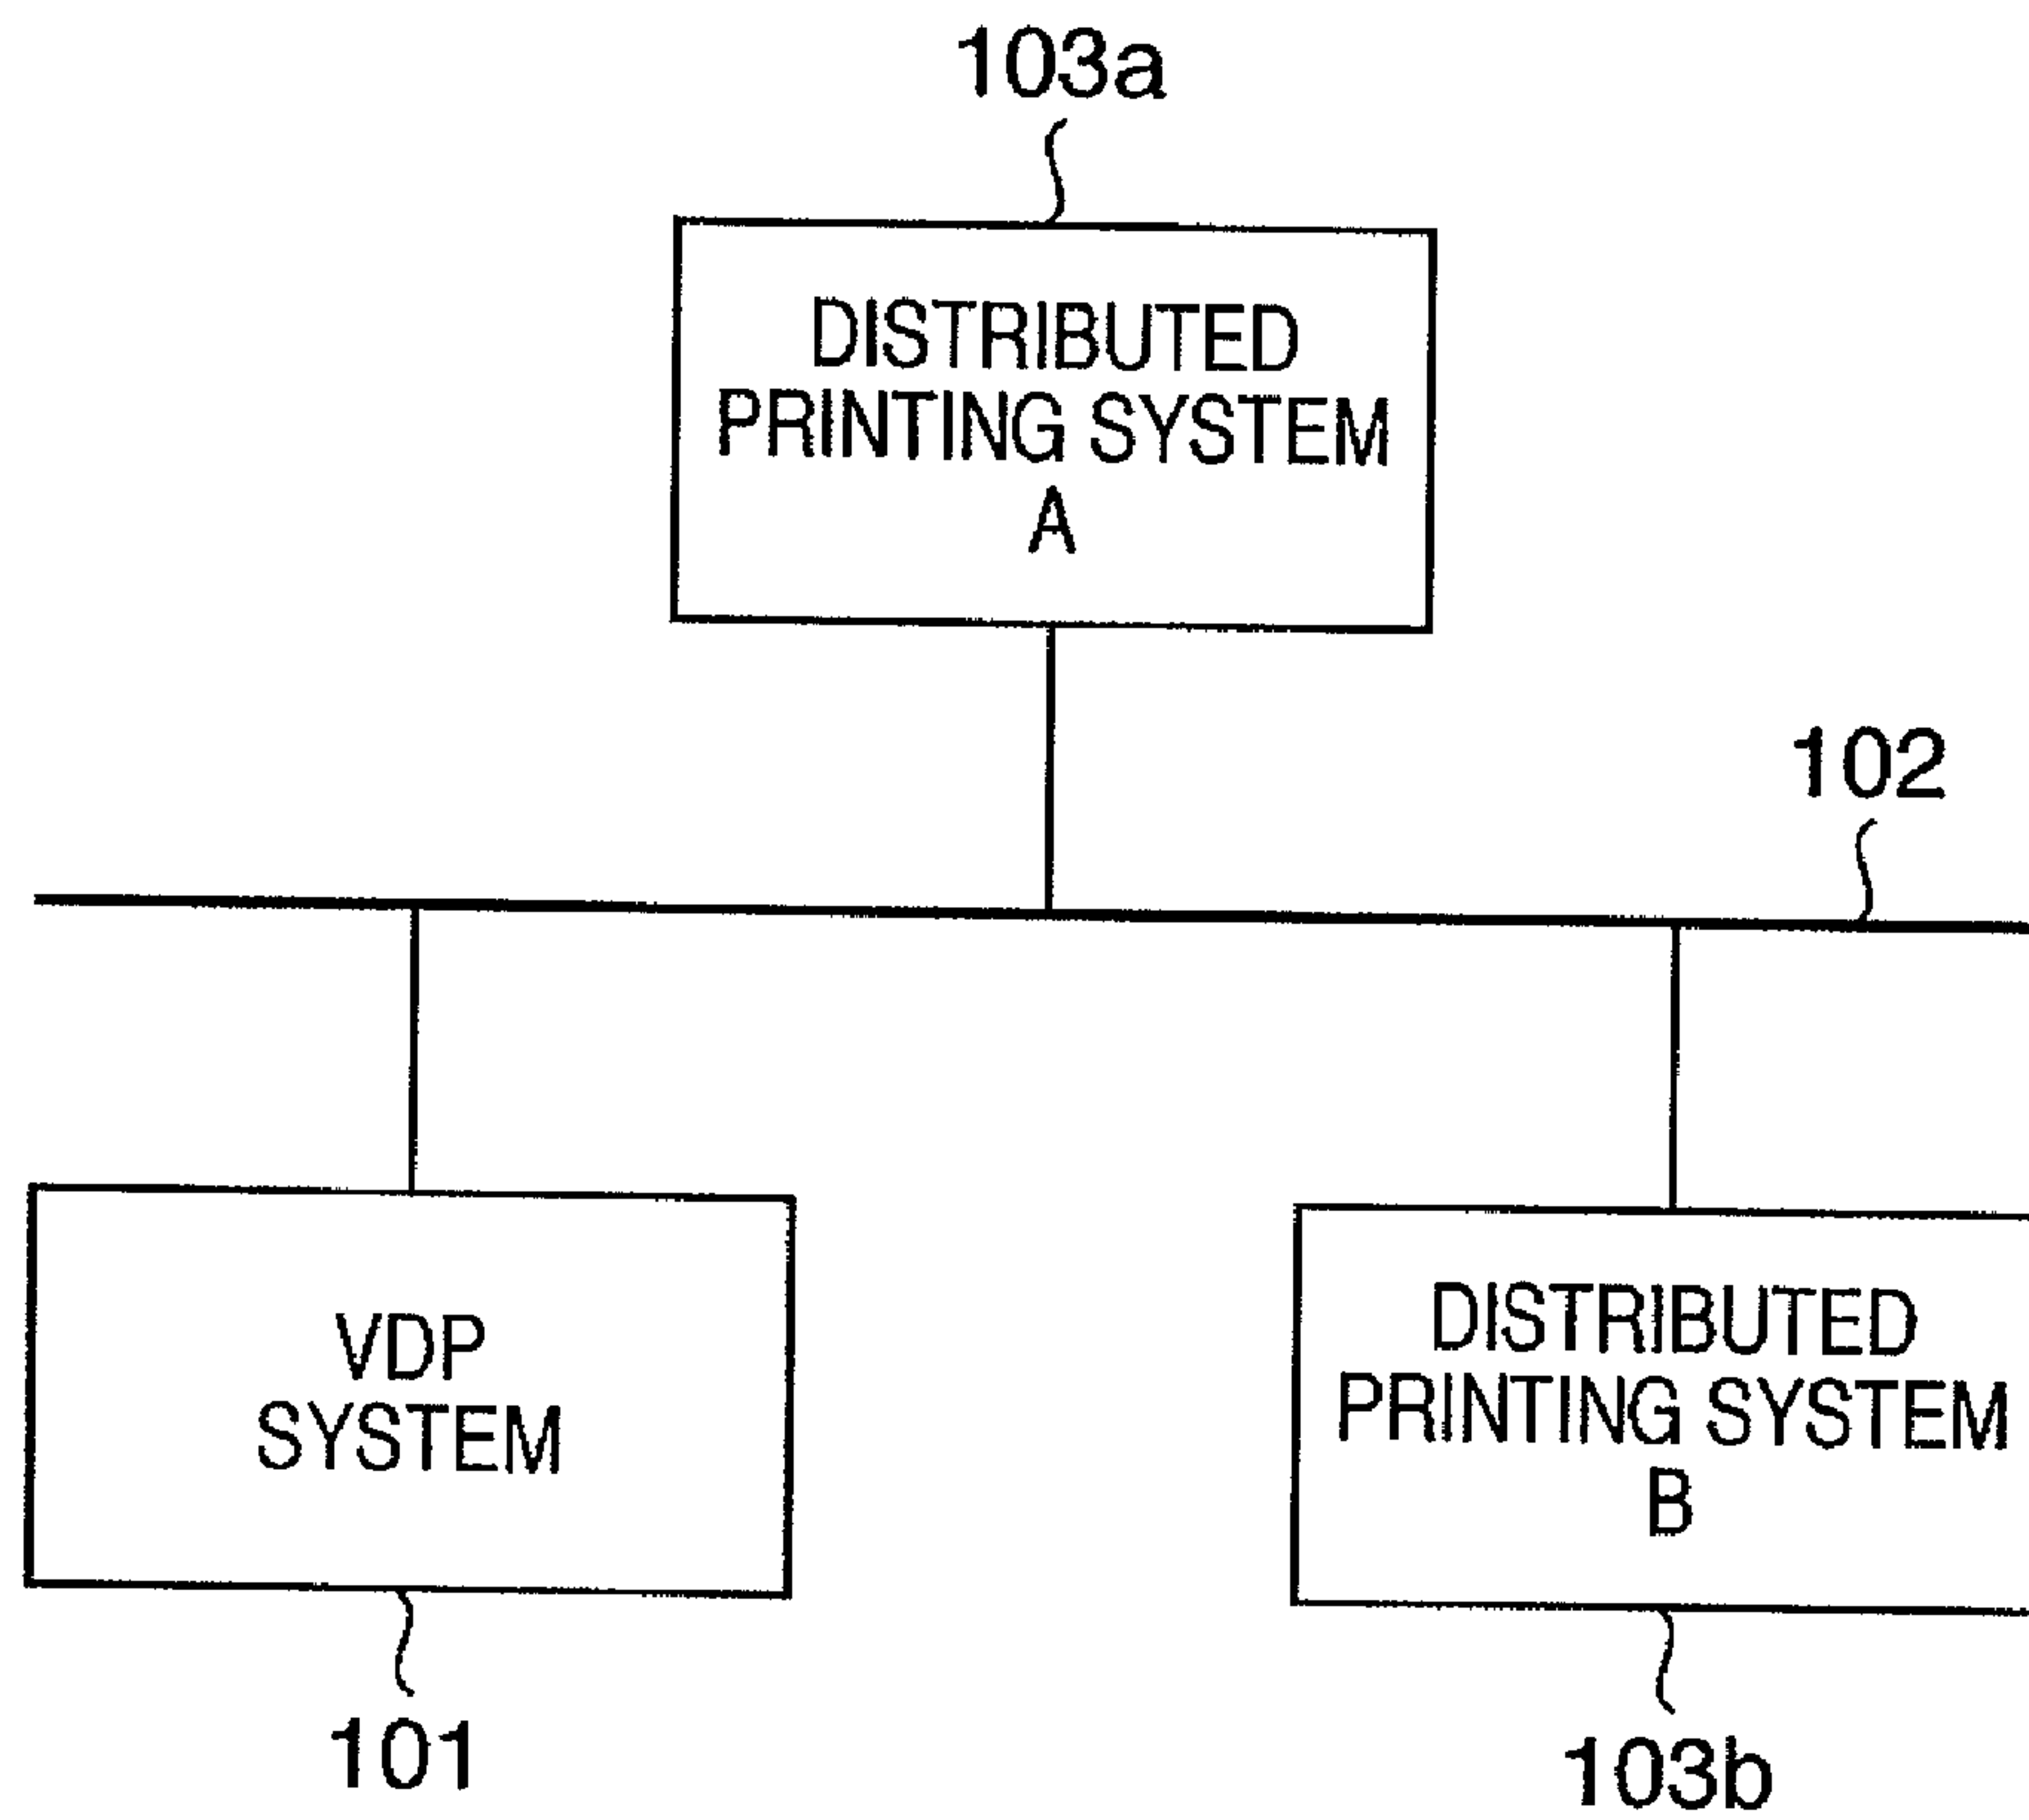 103a
DISTRIBUTED
PRINTING SYSTEM
A
102
VDP
SYSTEM
101
DISTRIBUTED
PRINTING SYSTEM
B
103b